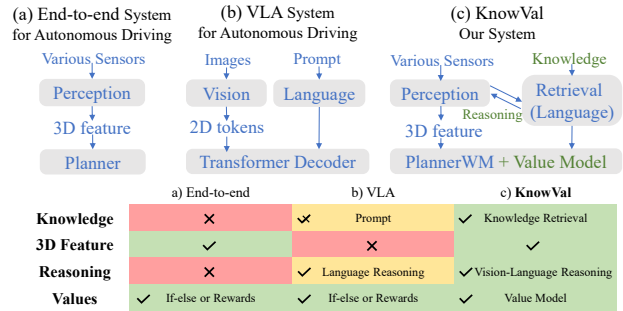 (a) End-to-end System
for Autonomous Driving
Various Sensors
Perception
3D feature
Planner
(b) VLA System
for Autonomous Driving
Images
Prompt
Vision
Language
2D tokens
Transformer Decoder
(c) KnowVal
Our System
Various Sensors
Knowledge
Perception
Retrieval
(Language)
Reasoning
3D feature
PlannerWM + Value Model
a) End-to-end b) VLA c) KnowVal
Knowledge Prompt Knowledge Retrieval
3D Feature
Reasoning Language Reasoning Vision-Language Reasoning
Values If-else or Rewards If-else or Rewards Value Model